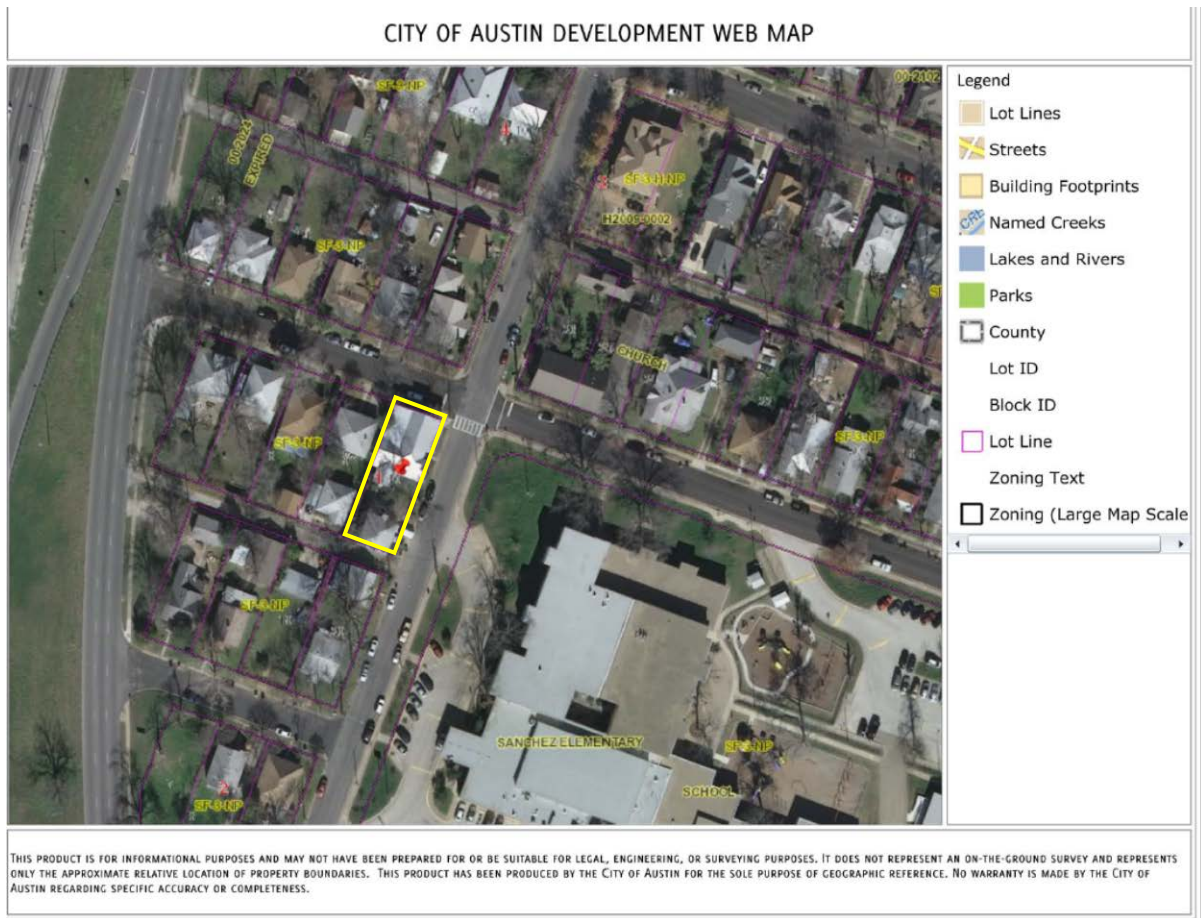 CITY OF AUSTIN DEVELOPMENT WEB MAP
00-2102
SF-3-NP
00-2024
EXPIRED
SF-3-H-NP
H2009-0002
SF-3-NP
CHURCH
SF-3-NP
SF-3-NP
SF-3-NP
SANCHEZ ELEMENTARY
SF-3-NP
SCHOOL
SF-3-NP
Legend
Lot Lines
Streets
Building Footprints
Named Creeks
Lakes and Rivers
Parks
County
Lot ID
Block ID
Lot Line
Zoning Text
Zoning (Large Map Scale
THIS PRODUCT IS FOR INFORMATIONAL PURPOSES AND MAY NOT HAVE BEEN PREPARED FOR OR BE SUITABLE FOR LEGAL, ENGINEERING, OR SURVEYING PURPOSES. IT DOES NOT REPRESENT AN ON-THE-GROUND SURVEY AND REPRESENTS
ONLY THE APPROXIMATE RELATIVE LOCATION OF PROPERTY BOUNDARIES. THIS PRODUCT HAS BEEN PRODUCED BY THE CITY OF AUSTIN FOR THE SOLE PURPOSE OF GEOGRAPHIC REFERENCE. NO WARRANTY IS MADE BY THE CITY OF
AUSTIN REGARDING SPECIFIC ACCURACY OR COMPLETENESS.